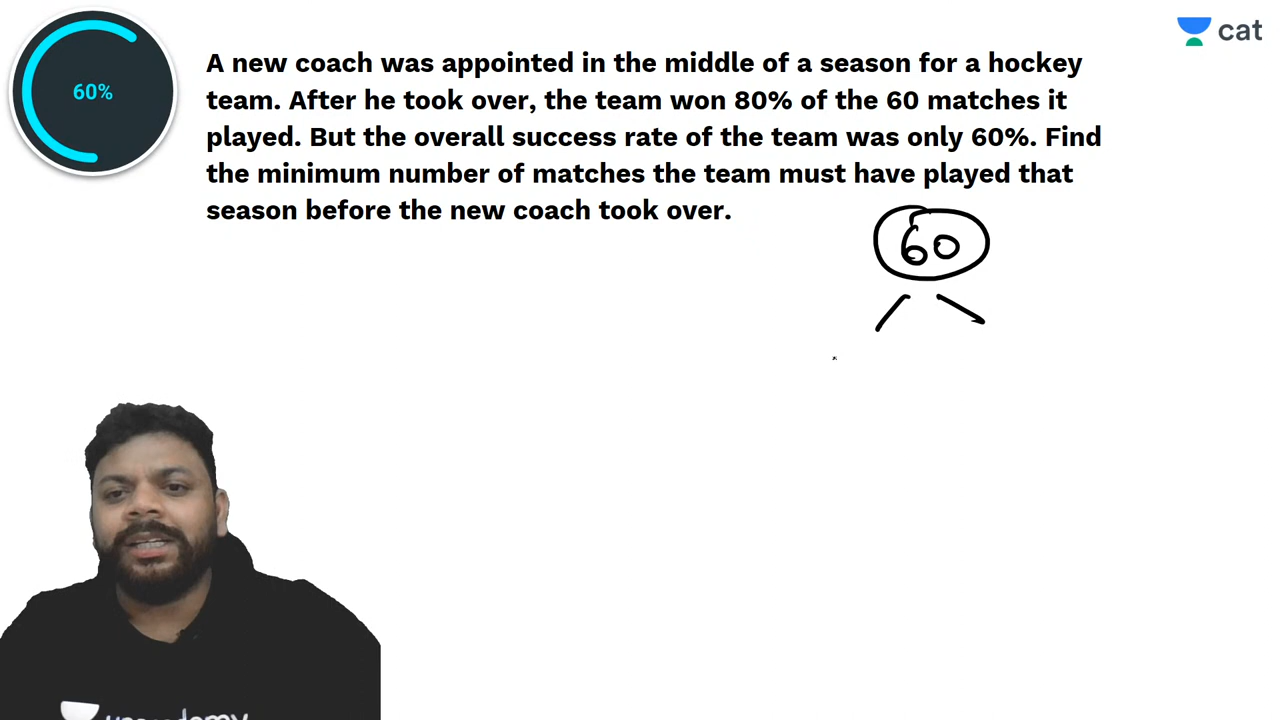 60%
cat
A new coach was appointed in the middle of a season for a hockey
team. After he took over, the team won 80% of the 60 matches it
played. But the overall success rate of the team was only 60%. Find
the minimum number of matches the team must have played that
season before the new coach took over.
60